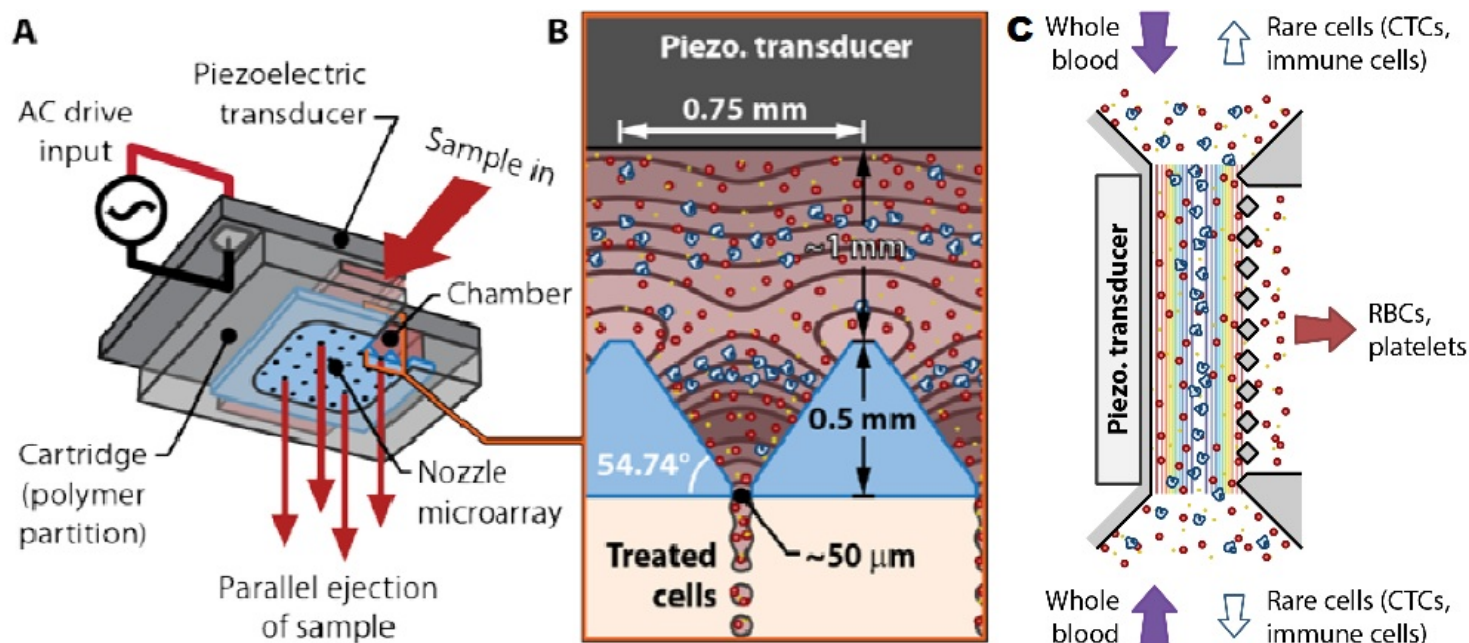 A
Piezoelectric
transducer
AC drive
input
Sample in
Chamber
Cartridge
(polymer
partition)
Nozzle
microarray
Parallel ejection
of sample
B
Piezo. transducer
0.75 mm
~1 mm
0.5 mm
54.74°
Treated
cells
~50 μm
C
Whole
blood
Rare cells (CTCs,
immune cells)
Piezo. transducer
RBCs,
platelets
Whole
blood
Rare cells (CTCs,
immune cells)